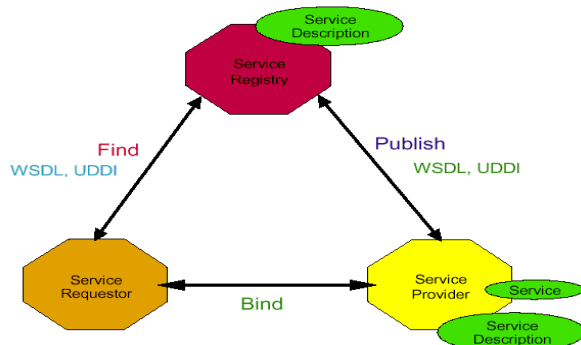 Service
Description
Service
Registry
Find
WSDL, UDDI
Publish
WSDL, UDDI
Service
Requestor
Bind
Service
Provider
Service
Service
Description